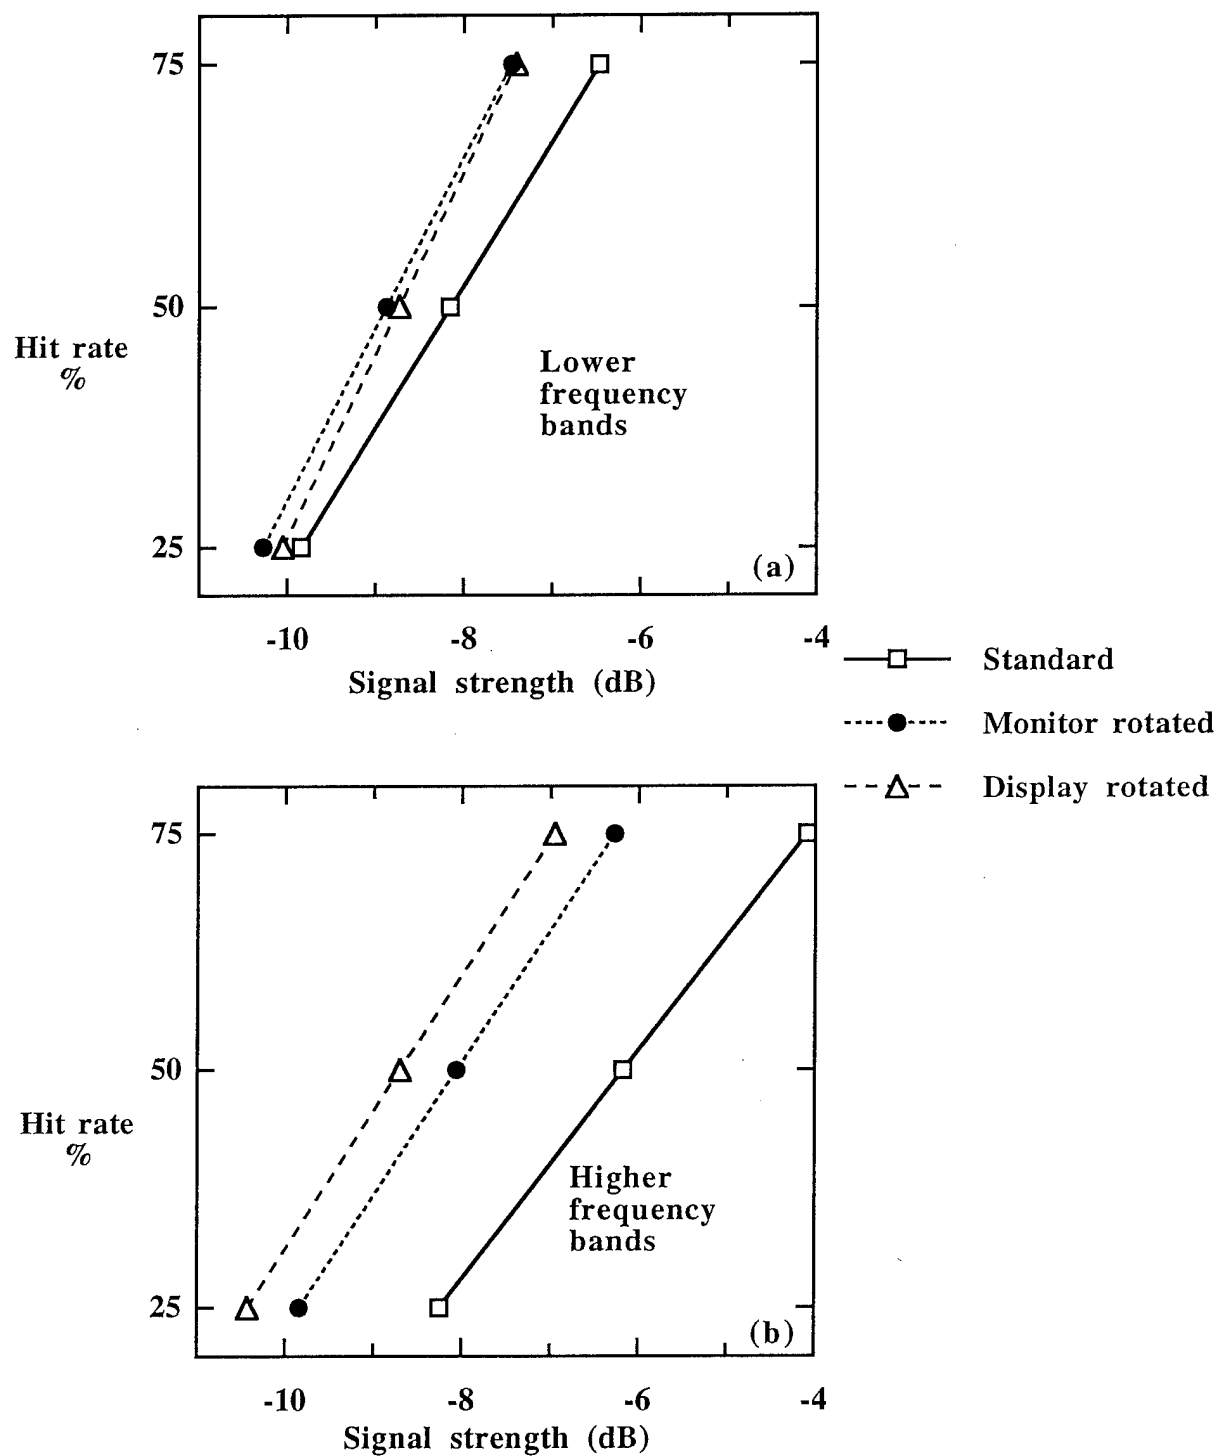 75
50
25
Hit rate
%
Lower
frequency
bands
(a)
-10 -8 -6 -4
Signal strength (dB)
Standard
Monitor rotated
Display rotated
75
50
25
Hit rate
%
Higher
frequency
bands
(b)
-10 -8 -6 -4
Signal strength (dB)